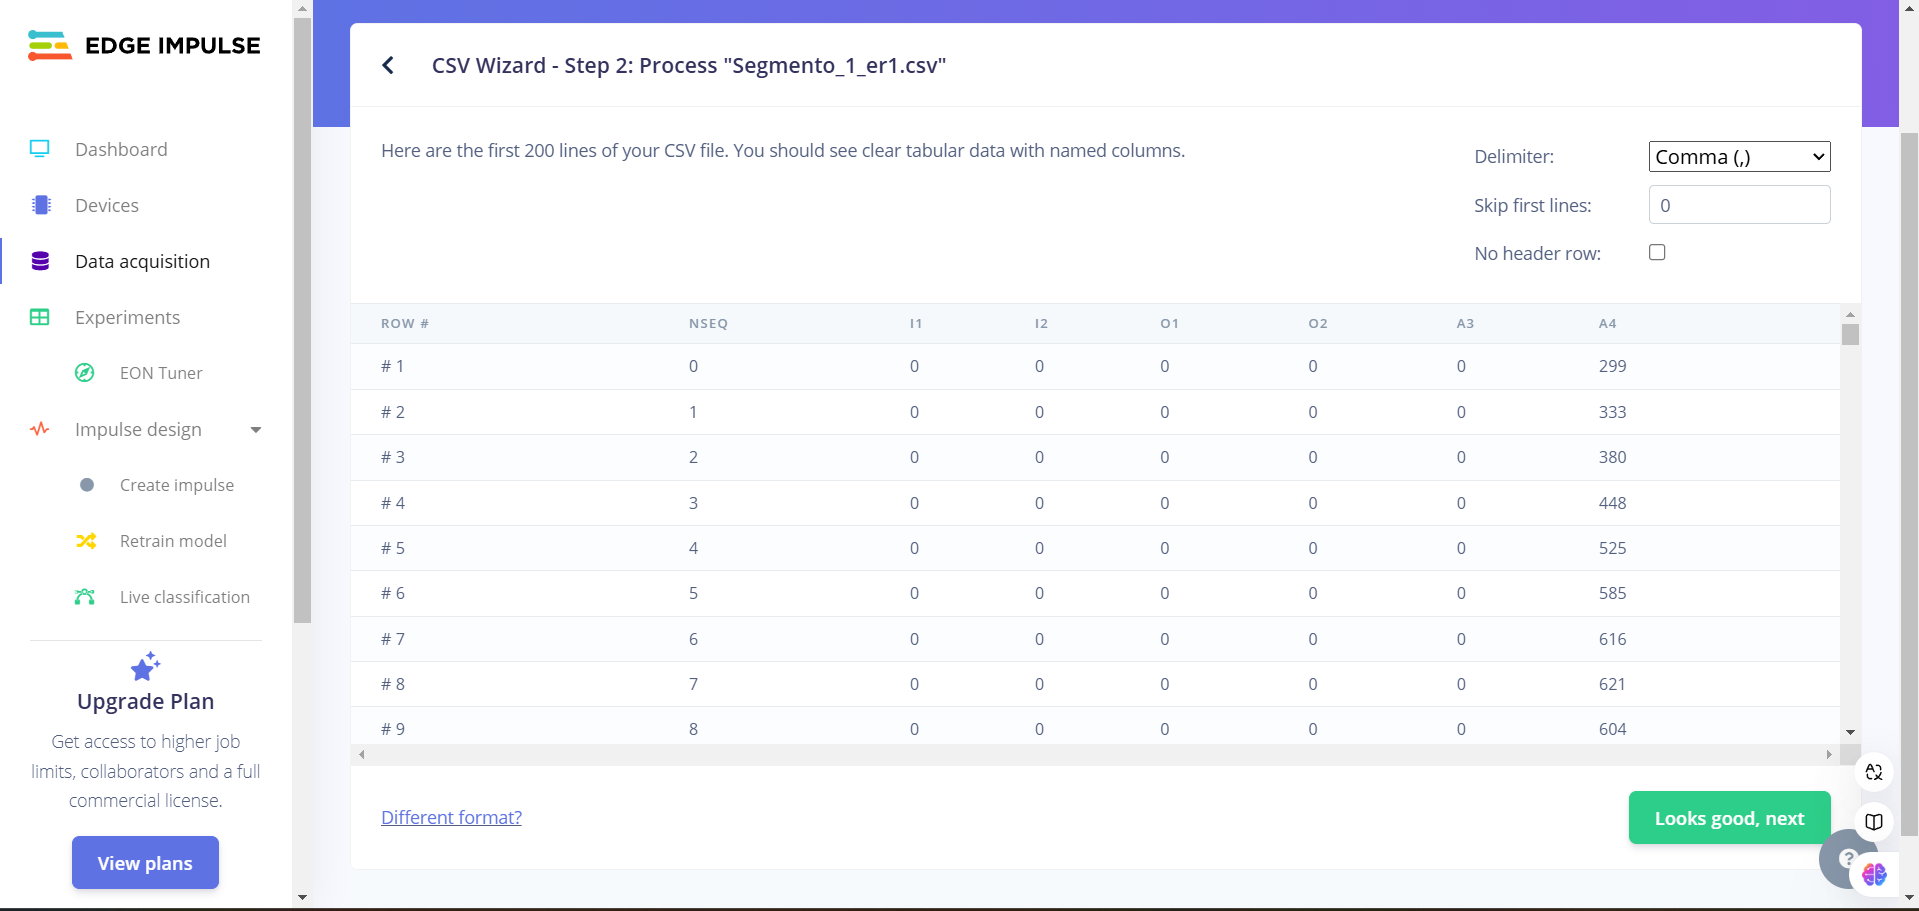 EDGE IMPULSE
Dashboard
Devices
Data acquisition
Experiments
EON Tuner
Impulse design
Create impulse
Retrain model
Live classification
Upgrade Plan
Get access to higher job
limits, collaborators and a full
commercial license.
View plans
CSV Wizard - Step 2: Process "Segmento_1_er1.csv"
Here are the first 200 lines of your CSV file. You should see clear tabular data with named columns.
Delimiter: Comma (,)
Skip first lines: 0
No header row:
ROW # NSEQ I1 I2 O1 O2 A3 A4
# 1 0 0 0 0 0 0 299
# 2 1 0 0 0 0 0 333
# 3 2 0 0 0 0 0 380
# 4 3 0 0 0 0 0 448
# 5 4 0 0 0 0 0 525
# 6 5 0 0 0 0 0 585
# 7 6 0 0 0 0 0 616
# 8 7 0 0 0 0 0 621
# 9 8 0 0 0 0 0 604
Different format?
Looks good, next
?